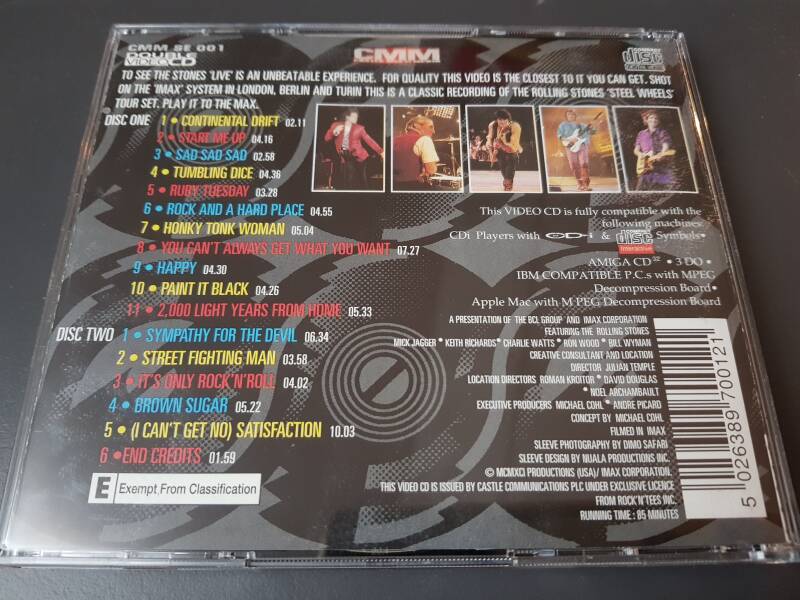 CMM SE 001
DOUBLE
VIDEO CD
CMM
COMPACT
disc
TO SEE THE STONES 'LIVE' IS AN UNBEATABLE EXPERIENCE. FOR QUALITY THIS VIDEO IS THE CLOSEST TO IT YOU CAN GET. SHOT
ON THE 'IMAX' SYSTEM IN LONDON, BERLIN AND TURIN THIS IS A CLASSIC RECORDING OF THE ROLLING STONES 'STEEL WHEELS'
TOUR SET. PLAY IT TO THE MAX.
DISC ONE 1 • CONTINENTAL DRIFT 02.11
2 • START ME UP 04.16
3 • SAD SAD SAD 02.58
4 • TUMBLING DICE 04.36
5 • RUBY TUESDAY 03.28
6 • ROCK AND A HARD PLACE 04.55
7 • HONKY TONK WOMAN 05.04
8 • YOU CAN'T ALWAYS GET WHAT YOU WANT 07.27
9 • HAPPY 04.30
10 • PAINT IT BLACK 04.26
11 • 2,000 LIGHT YEARS FROM HOME 05.33
DISC TWO 1 • SYMPATHY FOR THE DEVIL 06.34
2 • STREET FIGHTING MAN 03.58
3 • IT'S ONLY ROCK'N'ROLL 04.02
4 • BROWN SUGAR 05.22
5 • (I CAN'T GET NO) SATISFACTION 10.03
6 • END CREDITS 01.59
E Exempt From Classification
This VIDEO CD is fully compatible with the
following machines:
CDi Players with CD-i & disc Interactive Symbols•
AMIGA CD32 • 3 DO •
IBM COMPATIBLE P.C.s with MPEG
Decompression Board•
Apple Mac with M PEG Decompression Board
A PRESENTATION OF THE BCL GROUP AND IMAX CORPORATION
FEATURING THE ROLLING STONES
MICK JAGGER • KEITH RICHARDS • CHARLIE WATTS • RON WOOD • BILL WYMAN
CREATIVE CONSULTANT AND LOCATION
DIRECTOR JULIAN TEMPLE
LOCATION DIRECTORS ROMAN KROITOR • DAVID DOUGLAS
• NOEL ARCHAMBAULT
EXECUTIVE PRODUCERS MICHAEL COHL • ANDRE PICARD
CONCEPT BY MICHAEL COHL
FILMED IN IMAX
SLEEVE PHOTOGRAPHY BY DIMO SAFARI
SLEEVE DESIGN BY NUALA PRODUCTIONS INC.
© MCMXCI PRODUCTIONS (USA)/ IMAX CORPORATION.
THIS VIDEO CD IS ISSUED BY CASTLE COMMUNICATIONS PLC UNDER EXCLUSIVE LICENCE
FROM ROCK'N'TEES INC.
RUNNING TIME : 85 MINUTES
5 026389 700121